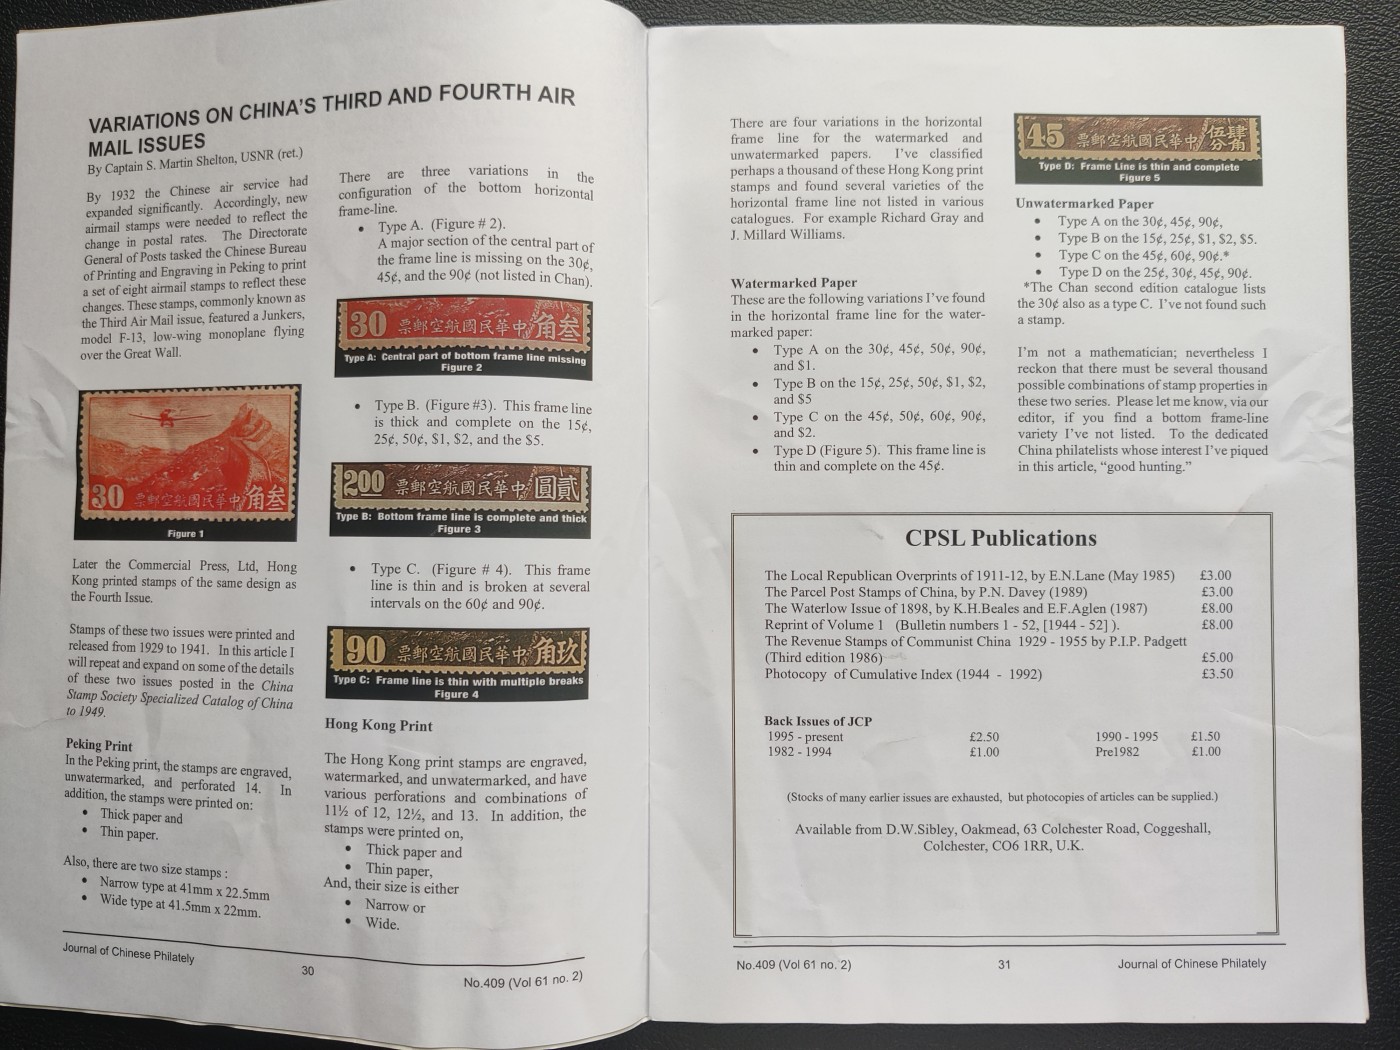 VARIATIONS ON CHINA'S THIRD AND FOURTH AIR
MAIL ISSUES
By Captain S. Martin Shelton, USNR (ret.)
By 1932 the Chinese air service had
expanded significantly. Accordingly, new
airmail stamps were needed to reflect the
change in postal rates. The Directorate
General of Posts tasked the Chinese Bureau
of Printing and Engraving in Peking to print
a set of eight airmail stamps to reflect these
changes. These stamps, commonly known as
the Third Air Mail issue, featured a Junkers,
model F-13, low-wing monoplane flying
over the Great Wall.
30 票郵空航國民華中 角叁
Figure 1
Later the Commercial Press, Ltd, Hong
Kong printed stamps of the same design as
the Fourth Issue.
Stamps of these two issues were printed and
released from 1929 to 1941. In this article I
will repeat and expand on some of the details
of these two issues posted in the China
Stamp Society Specialized Catalog of China
to 1949.
Peking Print
In the Peking print, the stamps are engraved,
unwatermarked, and perforated 14. In
addition, the stamps were printed on:
• Thick paper and
• Thin paper.
Also, there are two size stamps :
• Narrow type at 41mm x 22.5mm
• Wide type at 41.5mm x 22mm.
There are three variations in the
configuration of the bottom horizontal
frame-line.
• Type A. (Figure # 2).
A major section of the central part of
the frame line is missing on the 30¢,
45¢, and the 90¢ (not listed in Chan).
30 票郵空航國民華中 角叁
Type A: Central part of bottom frame line missing
Figure 2
• Type B. (Figure #3). This frame line
is thick and complete on the 15¢,
25¢, 50¢, $1, $2, and the $5.
200 票郵空航國民華中 圓貳
Type B: Bottom frame line is complete and thick
Figure 3
• Type C. (Figure # 4). This frame
line is thin and is broken at several
intervals on the 60¢ and 90¢.
90 票郵空航國民華中 角玖
Type C: Frame line is thin with multiple breaks
Figure 4
Hong Kong Print
The Hong Kong print stamps are engraved,
watermarked, and unwatermarked, and have
various perforations and combinations of
11½ of 12, 12½, and 13. In addition, the
stamps were printed on,
• Thick paper and
• Thin paper,
And, their size is either
• Narrow or
• Wide.
Journal of Chinese Philately
30
No.409 (Vol 61 no. 2)
There are four variations in the horizontal
frame line for the watermarked and
unwatermarked papers. I've classified
perhaps a thousand of these Hong Kong print
stamps and found several varieties of the
horizontal frame line not listed in various
catalogues. For example Richard Gray and
J. Millard Williams.
Watermarked Paper
These are the following variations I've found
in the horizontal frame line for the water-
marked paper:
• Type A on the 30¢, 45¢, 50¢, 90¢,
and $1.
• Type B on the 15¢, 25¢, 50¢, $1, $2,
and $5
• Type C on the 45¢, 50¢, 60¢, 90¢,
and $2.
• Type D (Figure 5). This frame line is
thin and complete on the 45¢.
45 票郵空航國民華中 伍肆
分角
Type D: Frame Line is thin and complete
Figure 5
Unwatermarked Paper
• Type A on the 30¢, 45¢, 90¢,
• Type B on the 15¢, 25¢, $1, $2, $5.
• Type C on the 45¢, 60¢, 90¢.*
• Type D on the 25¢, 30¢, 45¢, 90¢.
*The Chan second edition catalogue lists
the 30¢ also as a type C. I've not found such
a stamp.
I'm not a mathematician; nevertheless I
reckon that there must be several thousand
possible combinations of stamp properties in
these two series. Please let me know, via our
editor, if you find a bottom frame-line
variety I've not listed. To the dedicated
China philatelists whose interest I've piqued
in this article, "good hunting."
CPSL Publications
The Local Republican Overprints of 1911-12, by E.N.Lane (May 1985) £3.00
The Parcel Post Stamps of China, by P.N. Davey (1989) £3.00
The Waterlow Issue of 1898, by K.H.Beales and E.F.Aglen (1987) £8.00
Reprint of Volume 1 (Bulletin numbers 1 - 52, [1944 - 52] ). £8.00
The Revenue Stamps of Communist China 1929 - 1955 by P.I.P. Padgett
(Third edition 1986) £5.00
Photocopy of Cumulative Index (1944 - 1992) £3.50
Back Issues of JCP
1995 - present £2.50 1990 - 1995 £1.50
1982 - 1994 £1.00 Pre1982 £1.00
(Stocks of many earlier issues are exhausted, but photocopies of articles can be supplied.)
Available from D.W.Sibley, Oakmead, 63 Colchester Road, Coggeshall,
Colchester, CO6 1RR, U.K.
No.409 (Vol 61 no. 2)
31
Journal of Chinese Philately